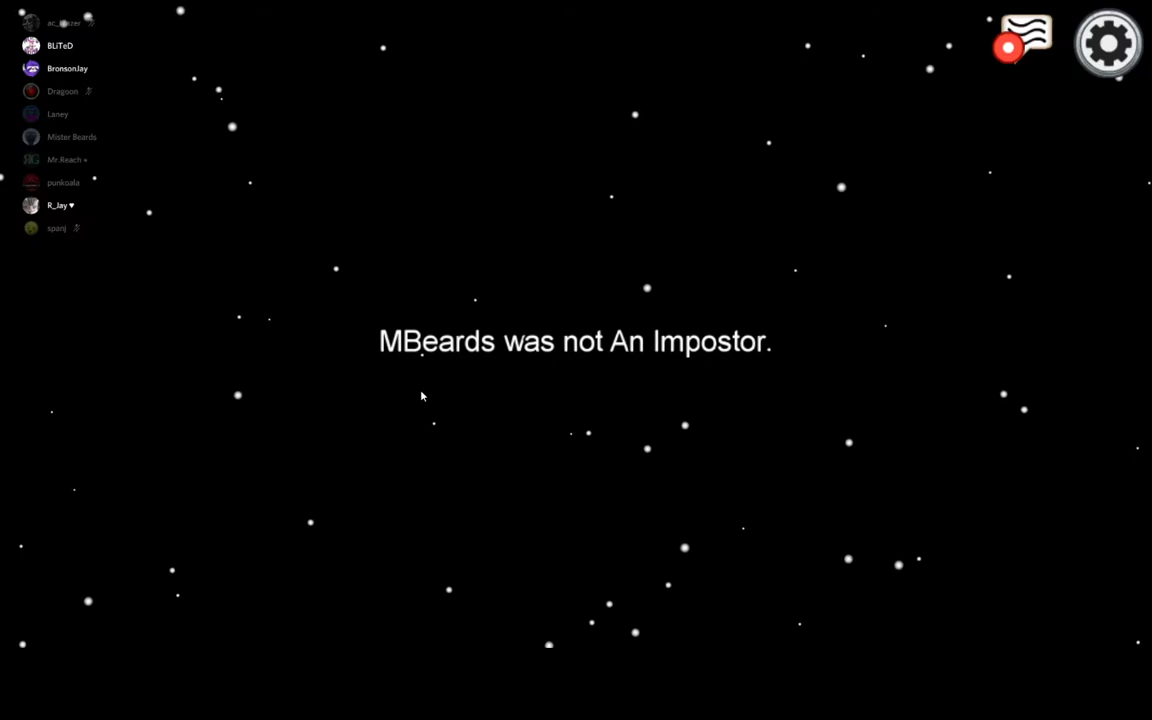 BLiTeD
BronsonJay
Dragoon
Laney
Mister Beards
Mr.Reach
punkoala
R_Jay ♥
spanj
MBeards was not An Impostor.